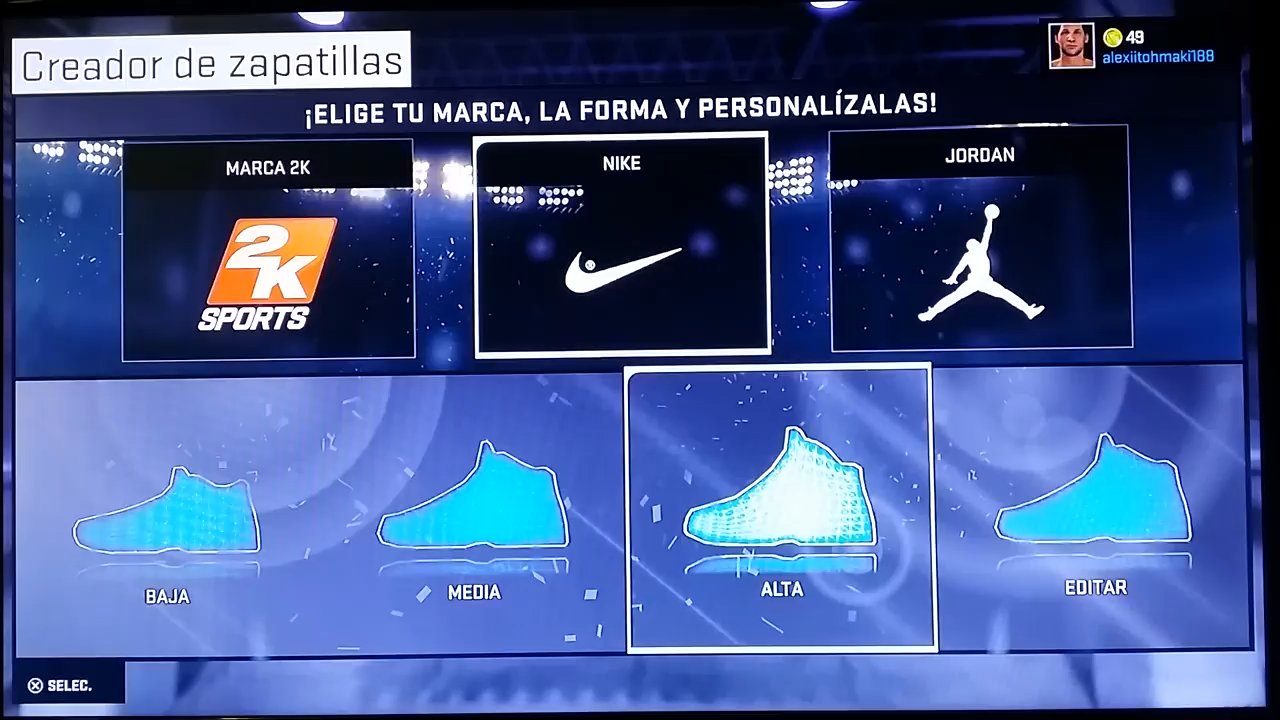 Creador de zapatillas
49
alexiitohmaki188
¡ELIGE TU MARCA, LA FORMA Y PERSONALÍZALAS!
MARCA 2K
NIKE
JORDAN
2K
SPORTS
BAJA
MEDIA
ALTA
EDITAR
SELEC.